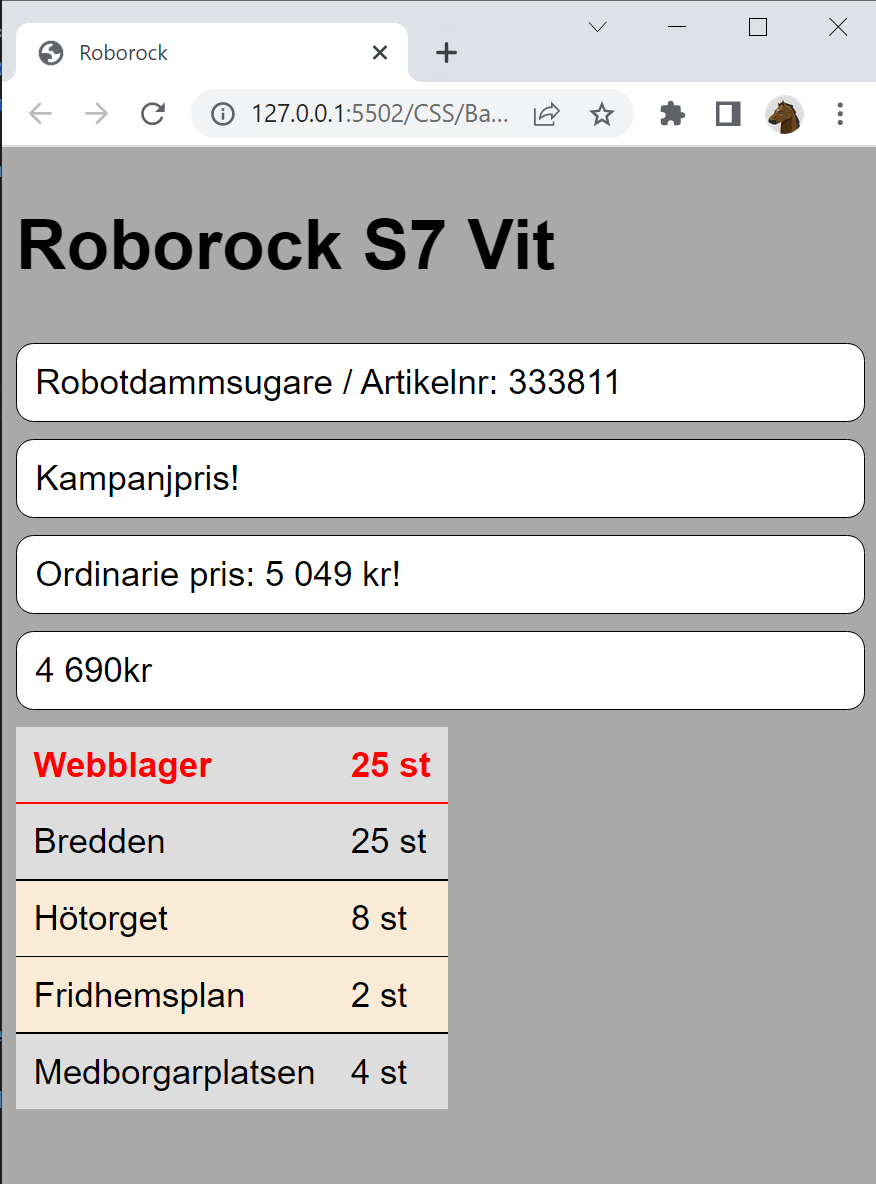 Roborock
127.0.0.1:5502/CSS/Ba...
Roborock S7 Vit
Robotdammsugare / Artikelnr: 333811
Kampanjpris!
Ordinarie pris: 5 049 kr!
4 690kr
Webblager 25 st
Bredden 25 st
Hötorget 8 st
Fridhemsplan 2 st
Medborgarplatsen 4 st